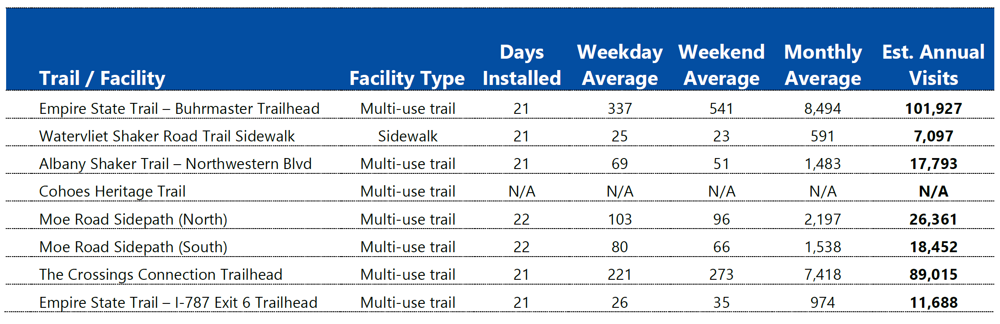 Trail / Facility Facility Type Days Installed Weekday Average Weekend Average Monthly Average Est. Annual Visits
Empire State Trail – Buhrmaster Trailhead Multi-use trail 21 337 541 8,494 101,927
Watervliet Shaker Road Trail Sidewalk Sidewalk 21 25 23 591 7,097
Albany Shaker Trail – Northwestern Blvd Multi-use trail 21 69 51 1,483 17,793
Cohoes Heritage Trail Multi-use trail N/A N/A N/A N/A N/A
Moe Road Sidepath (North) Multi-use trail 22 103 96 2,197 26,361
Moe Road Sidepath (South) Multi-use trail 22 80 66 1,538 18,452
The Crossings Connection Trailhead Multi-use trail 21 221 273 7,418 89,015
Empire State Trail – I-787 Exit 6 Trailhead Multi-use trail 21 26 35 974 11,688